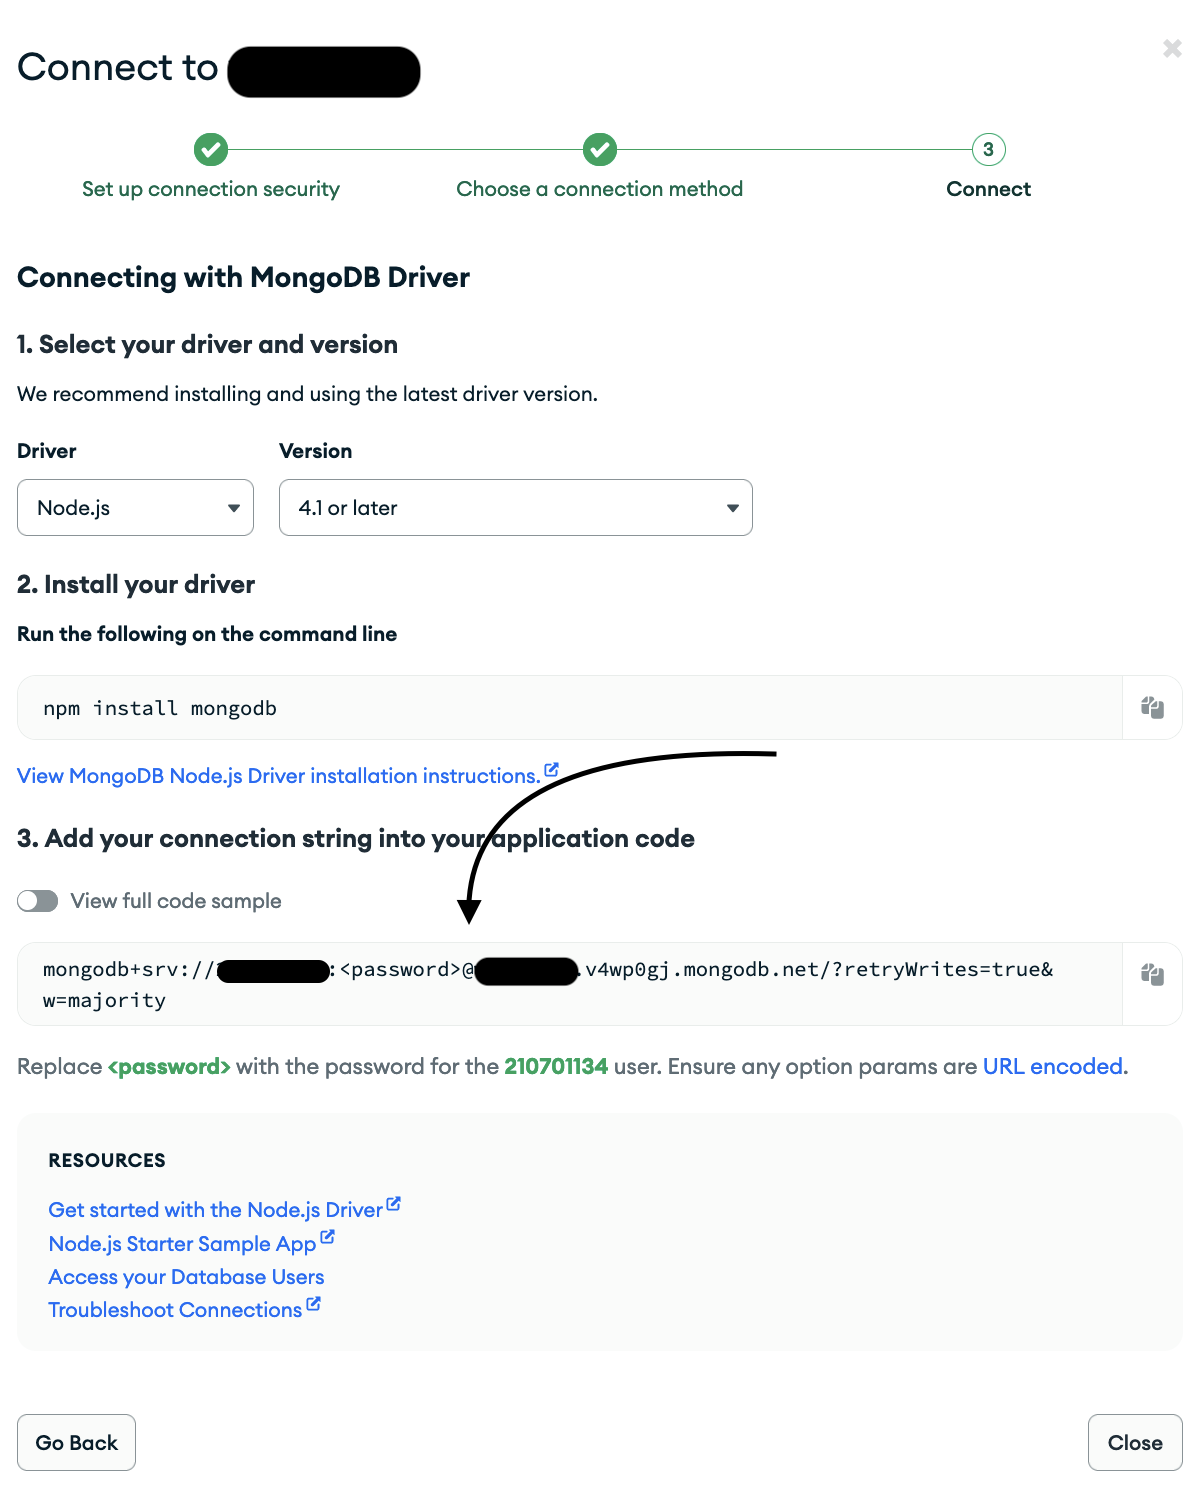 Connect to
Set up connection security
Choose a connection method
3
Connect
Connecting with MongoDB Driver
1. Select your driver and version
We recommend installing and using the latest driver version.
Driver
Version
Node.js
4.1 or later
2. Install your driver
Run the following on the command line
npm install mongodb
View MongoDB Node.js Driver installation instructions.
3. Add your connection string into your application code
View full code sample
mongodb+srv:// :<password>@ .v4wp0gj.mongodb.net/?retryWrites=true&
w=majority
Replace <password> with the password for the 210701134 user. Ensure any option params are URL encoded.
RESOURCES
Get started with the Node.js Driver
Node.js Starter Sample App
Access your Database Users
Troubleshoot Connections
Go Back
Close